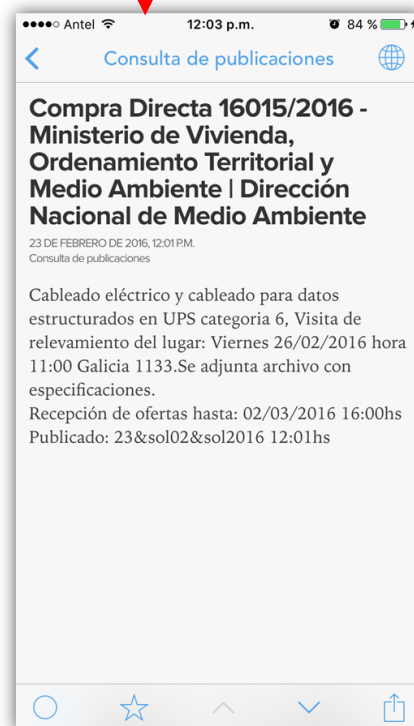 Antel 12:03 p.m. 84 %
Consulta de publicaciones
Compra Directa 16015/2016 -
Ministerio de Vivienda,
Ordenamiento Territorial y
Medio Ambiente | Dirección
Nacional de Medio Ambiente
23 DE FEBRERO DE 2016, 12:01 P.M.
Consulta de publicaciones
Cableado eléctrico y cableado para datos
estructurados en UPS categoria 6, Visita de
relevamiento del lugar: Viernes 26/02/2016 hora
11:00 Galicia 1133.Se adjunta archivo con
especificaciones.
Recepción de ofertas hasta: 02/03/2016 16:00hs
Publicado: 23&sol02&sol2016 12:01hs